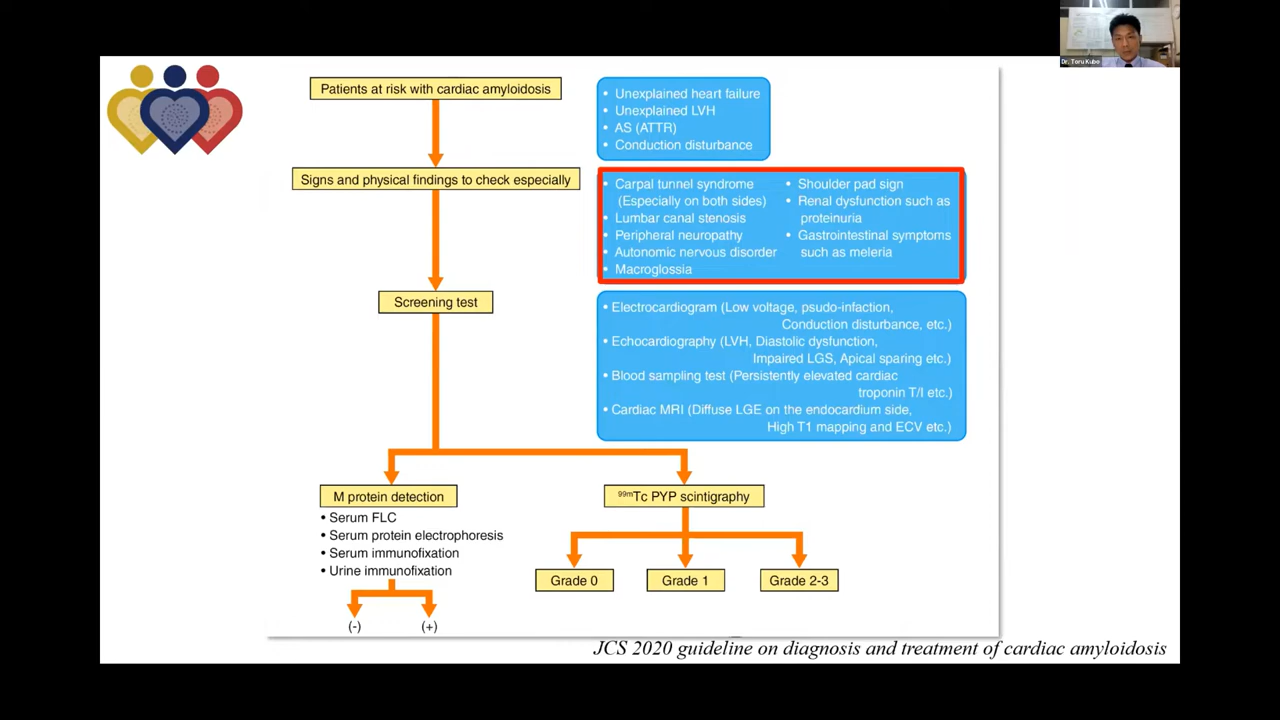 Dr. Toru Kubo
Patients at risk with cardiac amyloidosis
• Unexplained heart failure
• Unexplained LVH
• AS (ATTR)
• Conduction disturbance
Signs and physical findings to check especially
• Carpal tunnel syndrome
(Especially on both sides)
• Lumbar canal stenosis
• Peripheral neuropathy
• Autonomic nervous disorder
• Macroglossia
• Shoulder pad sign
• Renal dysfunction such as
proteinuria
• Gastrointestinal symptoms
such as meleria
Screening test
• Electrocardiogram (Low voltage, psudo-infaction,
Conduction disturbance, etc.)
• Echocardiography (LVH, Diastolic dysfunction,
Impaired LGS, Apical sparing etc.)
• Blood sampling test (Persistently elevated cardiac
troponin T/I etc.)
• Cardiac MRI (Diffuse LGE on the endocardium side,
High T1 mapping and ECV etc.)
M protein detection
• Serum FLC
• Serum protein electrophoresis
• Serum immunofixation
• Urine immunofixation
(-)
(+)
99mTc PYP scintigraphy
Grade 0
Grade 1
Grade 2-3
JCS 2020 guideline on diagnosis and treatment of cardiac amyloidosis